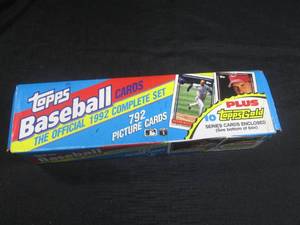 Topps
Baseball CARDS
THE OFFICIAL 1992 COMPLETE SET
792
PICTURE CARDS
PLUS
10 Topps Gold
SERIES CARDS ENCLOSED
(See bottom of box)